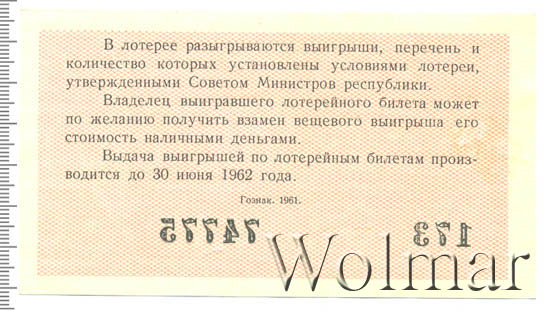 В лотерее разыгрываются выигрыши, перечень и
количество которых установлены условиями лотереи,
утвержденными Советом Министров республики.
Владелец выигравшего лотерейного билета может
по желанию получить взамен вещевого выигрыша его
стоимость наличными деньгами.
Выдача выигрышей по лотерейным билетам произ-
водится до 30 июня 1962 года.
Гознак. 1961.
74775 173
Wolmar